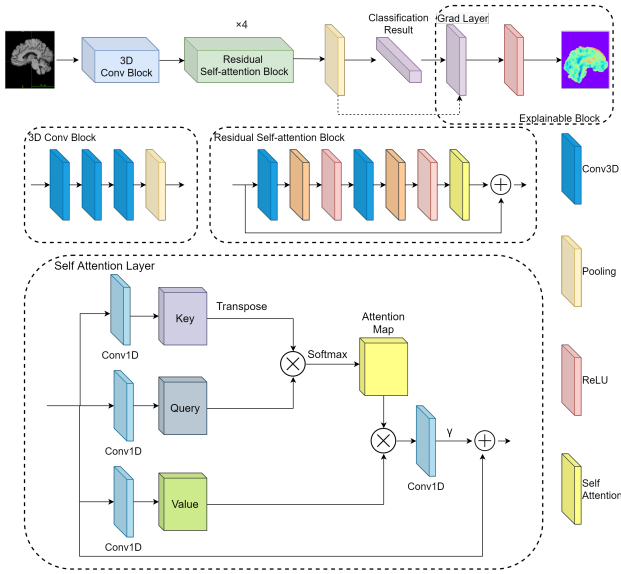 ×4
Classification
Result
Grad Layer
3D
Conv Block
Residual
Self-attention Block
Explainable Block
3D Conv Block
Residual Self-attention Block
Conv3D
Pooling
ReLU
Self
Attention
Self Attention Layer
Key
Transpose
Conv1D
Softmax
Attention
Map
Query
Conv1D
γ
Conv1D
Value
Conv1D